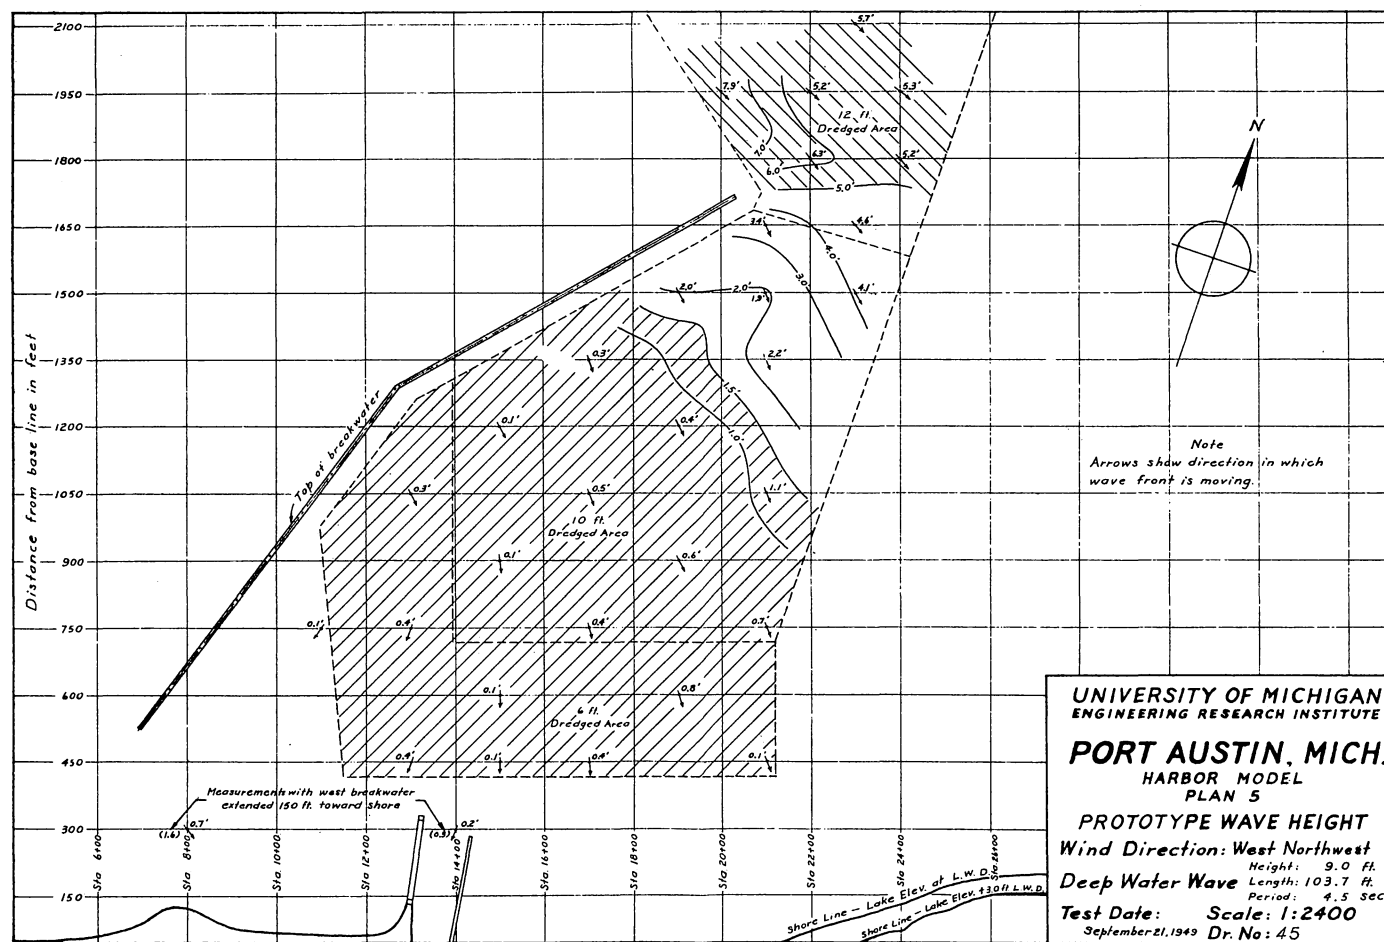 2100
1950
1800
1650
1500
1350
1200
1050
900
750
600
450
300
150
Distance from base line in feet
5.7'
7.9'
5.2'
5.3'
12 ft.
Dredged Area
7.0'
6.3'
5.2'
6.0'
5.0'
3.4'
4.6'
4.0'
3.0'
2.0'
2.0'
1.9'
4.1'
0.3'
2.2'
1.5'
Top of breakwater
0.1'
0.4'
1.0'
0.3'
0.5'
1.1'
10 ft.
Dredged Area
0.1'
0.6'
0.1'
0.4'
0.4'
0.7'
0.1
0.8'
6 ft.
Dredged Area
0.4'
0.1'
0.4'
0.1'
Measurements with west breakwater
extended 150 ft. toward shore
(1.6)
0.7'
0.2'
Sta. 6+00
Sta 8+00
Sta. 10+00
Sta. 12+00
Sta 14+00
Sta. 16+00
Sta. 18+00
Sta. 20+00
Sta. 22+00
Sta. 24+00
Sta. 26+00
Shore Line - Lake Elev. at L.W.D.
Shore Line - Lake Elev. +3.0 ft L.W.D.
N
Note
Arrows show direction in which
wave front is moving.
UNIVERSITY OF MICHIGAN
ENGINEERING RESEARCH INSTITUTE
PORT AUSTIN, MICH.
HARBOR MODEL
PLAN 5
PROTOTYPE WAVE HEIGHT
Wind Direction: West Northwest
Height: 9.0 ft.
Deep Water Wave Length: 103.7 ft.
Period: 4.5 sec
Test Date: Scale: 1:2400
September 21, 1949 Dr. No: 45